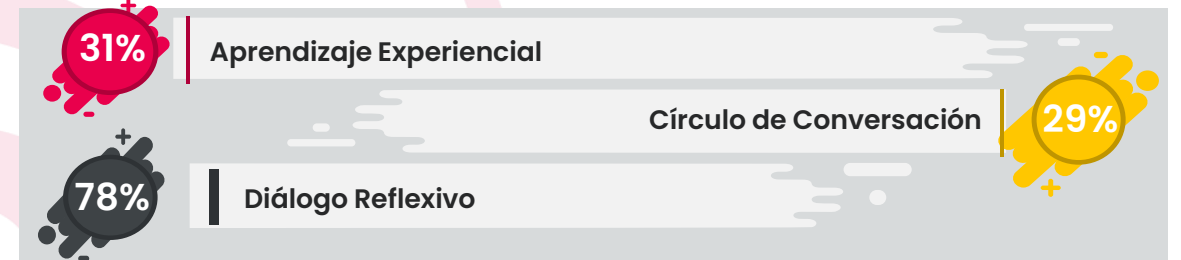 31%
Aprendizaje Experiencial
Círculo de Conversación
29%
78%
Diálogo Reflexivo